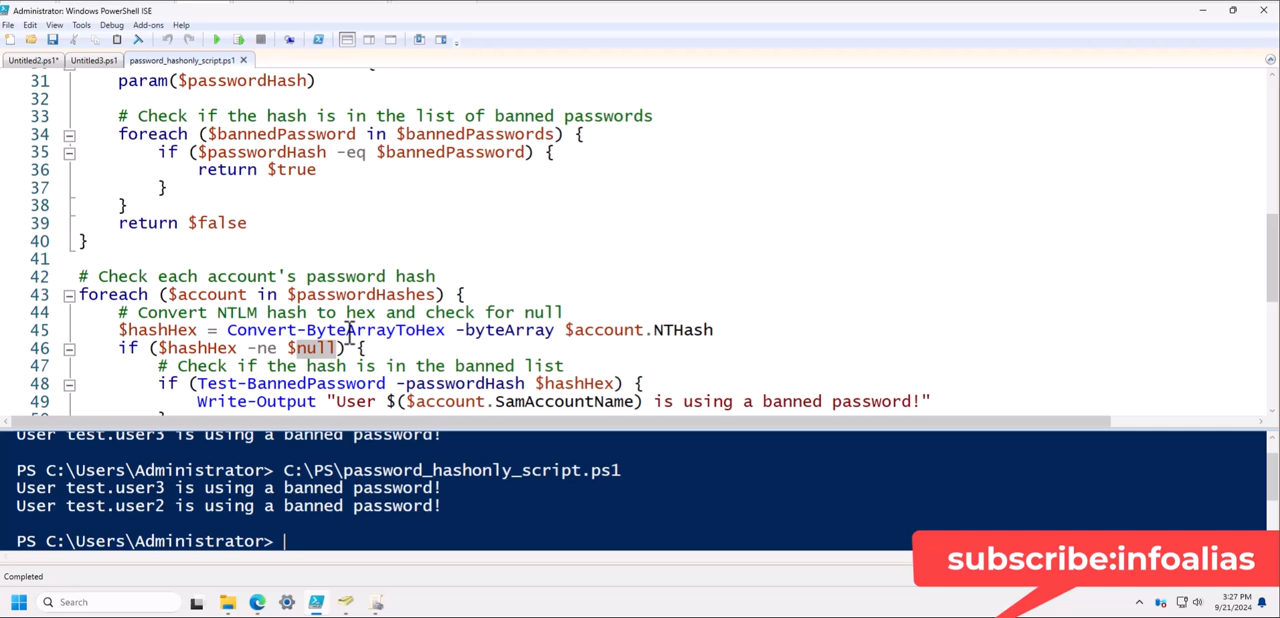 Administrator: Windows PowerShell ISE
File Edit View Tools Debug Add-ons Help
Untitled2.ps1* Untitled3.ps1 password_hashonly_script.ps1
31 param($passwordHash)
32
33 # Check if the hash is in the list of banned passwords
34 foreach ($bannedPassword in $bannedPasswords) {
35 if ($passwordHash -eq $bannedPassword) {
36 return $true
37 }
38 }
39 return $false
40 }
41
42 # Check each account's password hash
43 foreach ($account in $passwordHashes) {
44 # Convert NTLM hash to hex and check for null
45 $hashHex = Convert-ByteArrayToHex -byteArray $account.NTHash
46 if ($hashHex -ne $null) {
47 # Check if the hash is in the banned list
48 if (Test-BannedPassword -passwordHash $hashHex) {
49 Write-Output "User $($account.SamAccountName) is using a banned password!"
User test.user3 is using a banned password!
PS C:\Users\Administrator> C:\PS\password_hashonly_script.ps1
User test.user3 is using a banned password!
User test.user2 is using a banned password!
PS C:\Users\Administrator>
subscribe:infoalias
Completed
Search
3:27 PM
9/21/2024